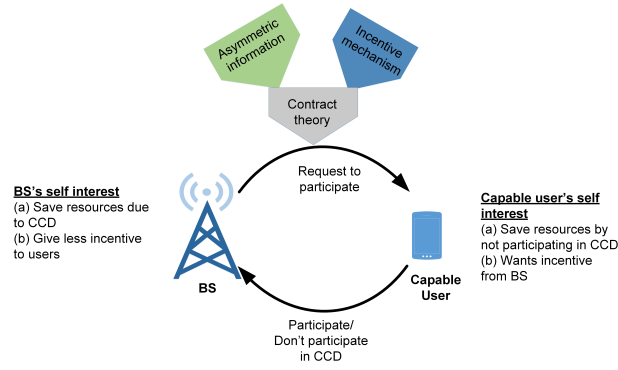 Asymmetric
information
Incentive
mechanism
Contract
theory
Request to
participate
BS's self interest
(a) Save resources due
to CCD
(b) Give less incentive
to users
BS
Capable user's self
interest
(a) Save resources by
not participating in CCD
(b) Wants incentive
from BS
Capable
User
Participate/
Don't participate
in CCD